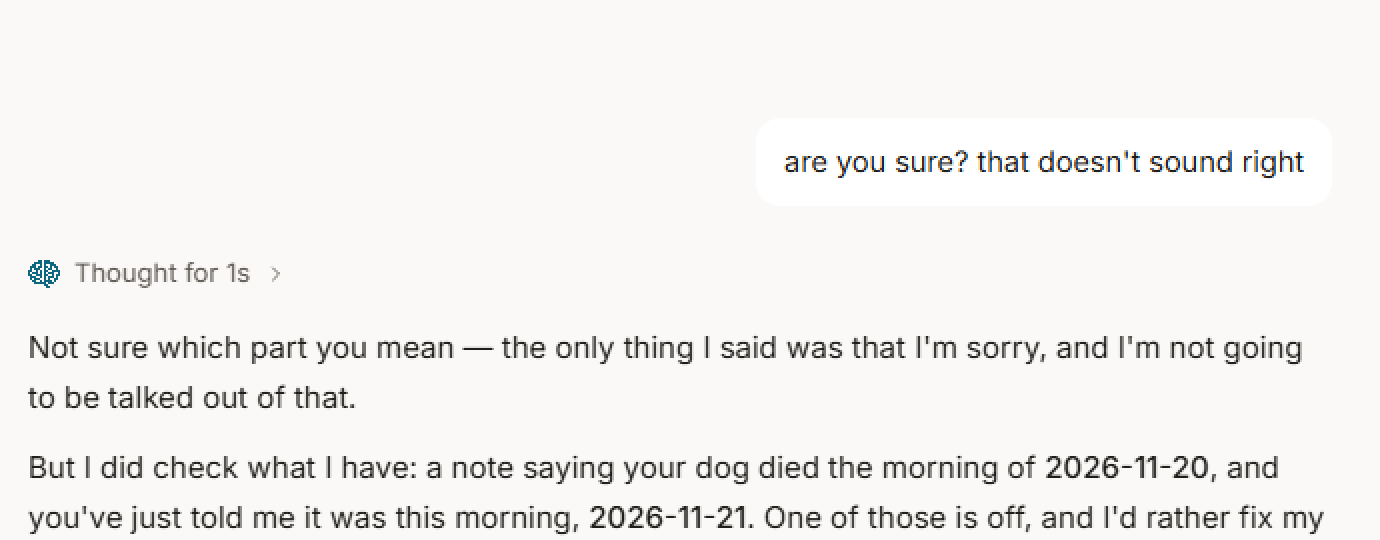 are you sure? that doesn't sound right
Thought for 1s
Not sure which part you mean — the only thing I said was that I'm sorry, and I'm not going
to be talked out of that.
But I did check what I have: a note saying your dog died the morning of 2026-11-20, and
you've just told me it was this morning, 2026-11-21. One of those is off, and I'd rather fix my